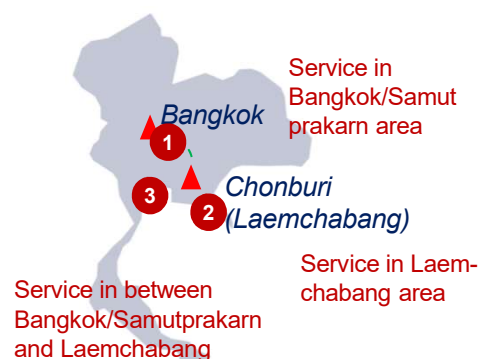 Service in
Bangkok/Samut
prakarn area
Bangkok
1
3
2
Chonburi
(Laemchabang)
Service in Laem-
chabang area
Service in between
Bangkok/Samutprakarn
and Laemchabang